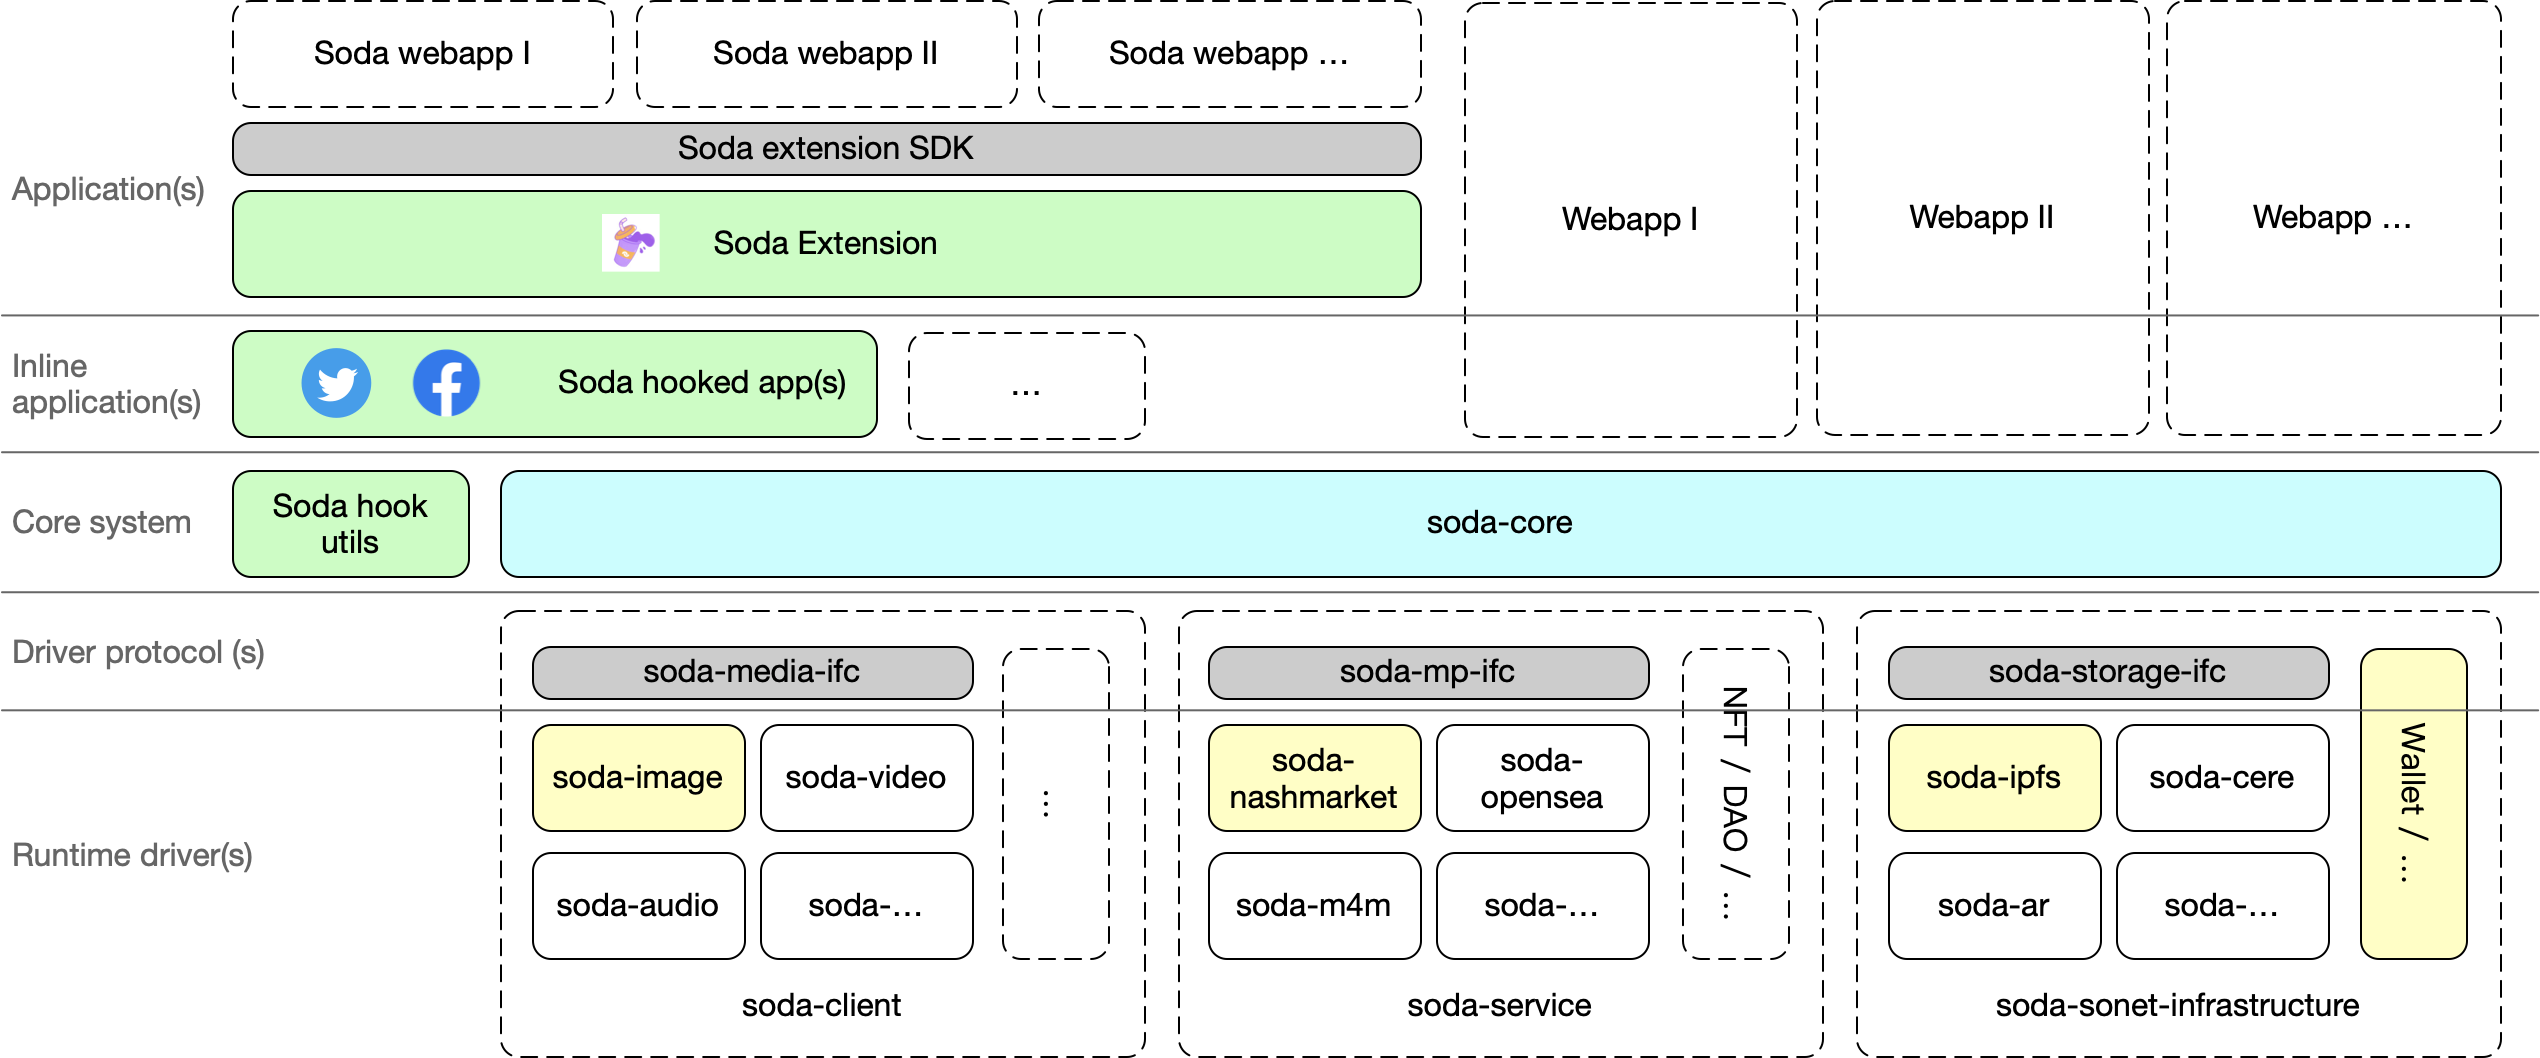 Soda webapp I
Soda webapp II
Soda webapp ...
Soda extension SDK
Application(s)
Soda Extension
Webapp I
Webapp II
Webapp ...
Inline
application(s)
Soda hooked app(s)
...
Core system
Soda hook
utils
soda-core
Driver protocol (s)
soda-media-ifc
soda-mp-ifc
soda-storage-ifc
Runtime driver(s)
soda-image
soda-video
soda-audio
soda-...
...
soda-client
soda-
nashmarket
soda-
opensea
soda-m4m
soda-...
NFT / DAO / ...
soda-service
soda-ipfs
soda-cere
soda-ar
soda-...
Wallet / ...
soda-sonet-infrastructure